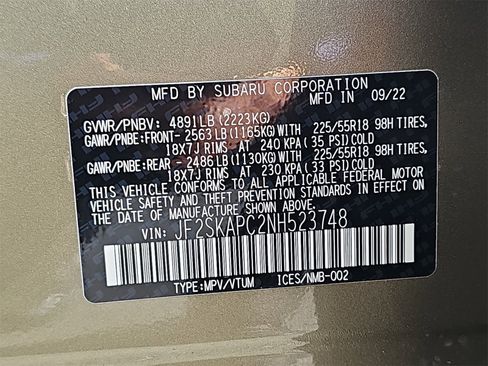 MFD BY SUBARU CORPORATION
MFD IN 09/22
GVWR/PNBV: 4891LB (2223KG)
GAWR/PNBE:FRONT- 2563LB(1165KG)WITH 225/55R18 98H TIRES,
18X7J RIMS AT 240 KPA (35 PSI)COLD
GAWR/PNBE:REAR - 2486LB(1130KG)WITH 225/55R18 98H TIRES,
18X7J RIMS AT 230 KPA (33 PSI)COLD
THIS VEHICLE CONFORMS TO ALL APPLICABLE FEDERAL MOTOR
VEHICLE SAFETY AND THEFT PREVENTION STANDARDS IN EFFECT
ON THE DATE OF MANUFACTURE SHOWN ABOVE.
VIN: JF2SKAPC2NH523748
TYPE:MPV/VTUM ICES/NMB-002